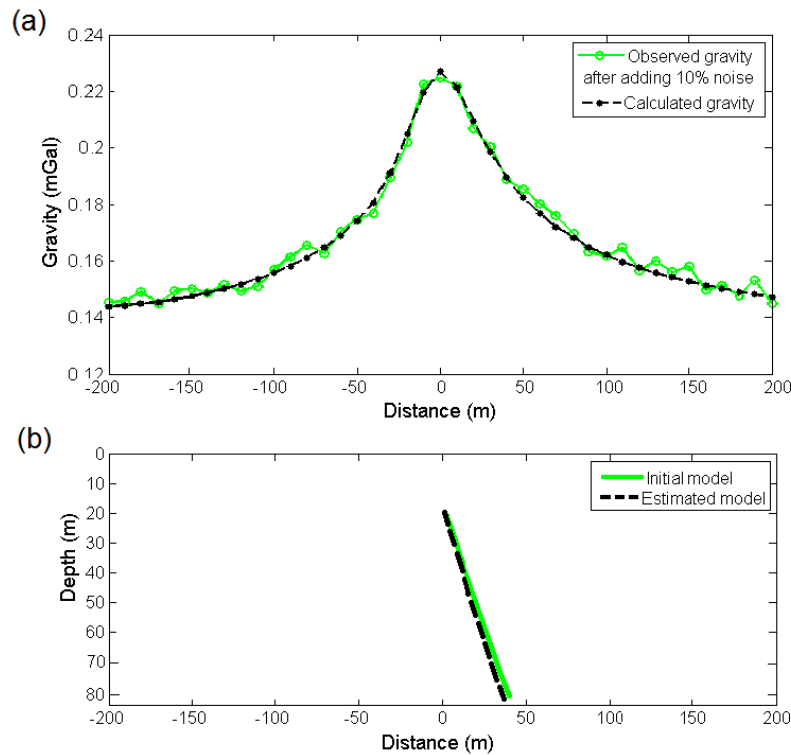 (a)
0.24
0.22
0.2
0.18
0.16
0.14
0.12
Gravity (mGal)
Observed gravity
after adding 10% noise
Calculated gravity
-200 -150 -100 -50 0 50 100 150 200
Distance (m)
(b)
0
10
20
30
40
50
60
70
80
Depth (m)
Initial model
Estimated model
-200 -150 -100 -50 0 50 100 150 200
Distance (m)